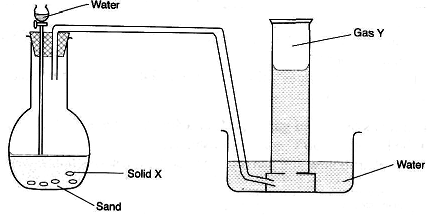 Water
Gas Y
Solid X
Water
Sand